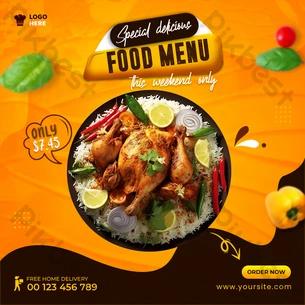 LOGO
HERE
Special delicious
FOOD MENU
this weekend only
ONLY
$7.45
FREE HOME DELIVERY
00 123 456 789
ORDER NOW
www.yoursite.com